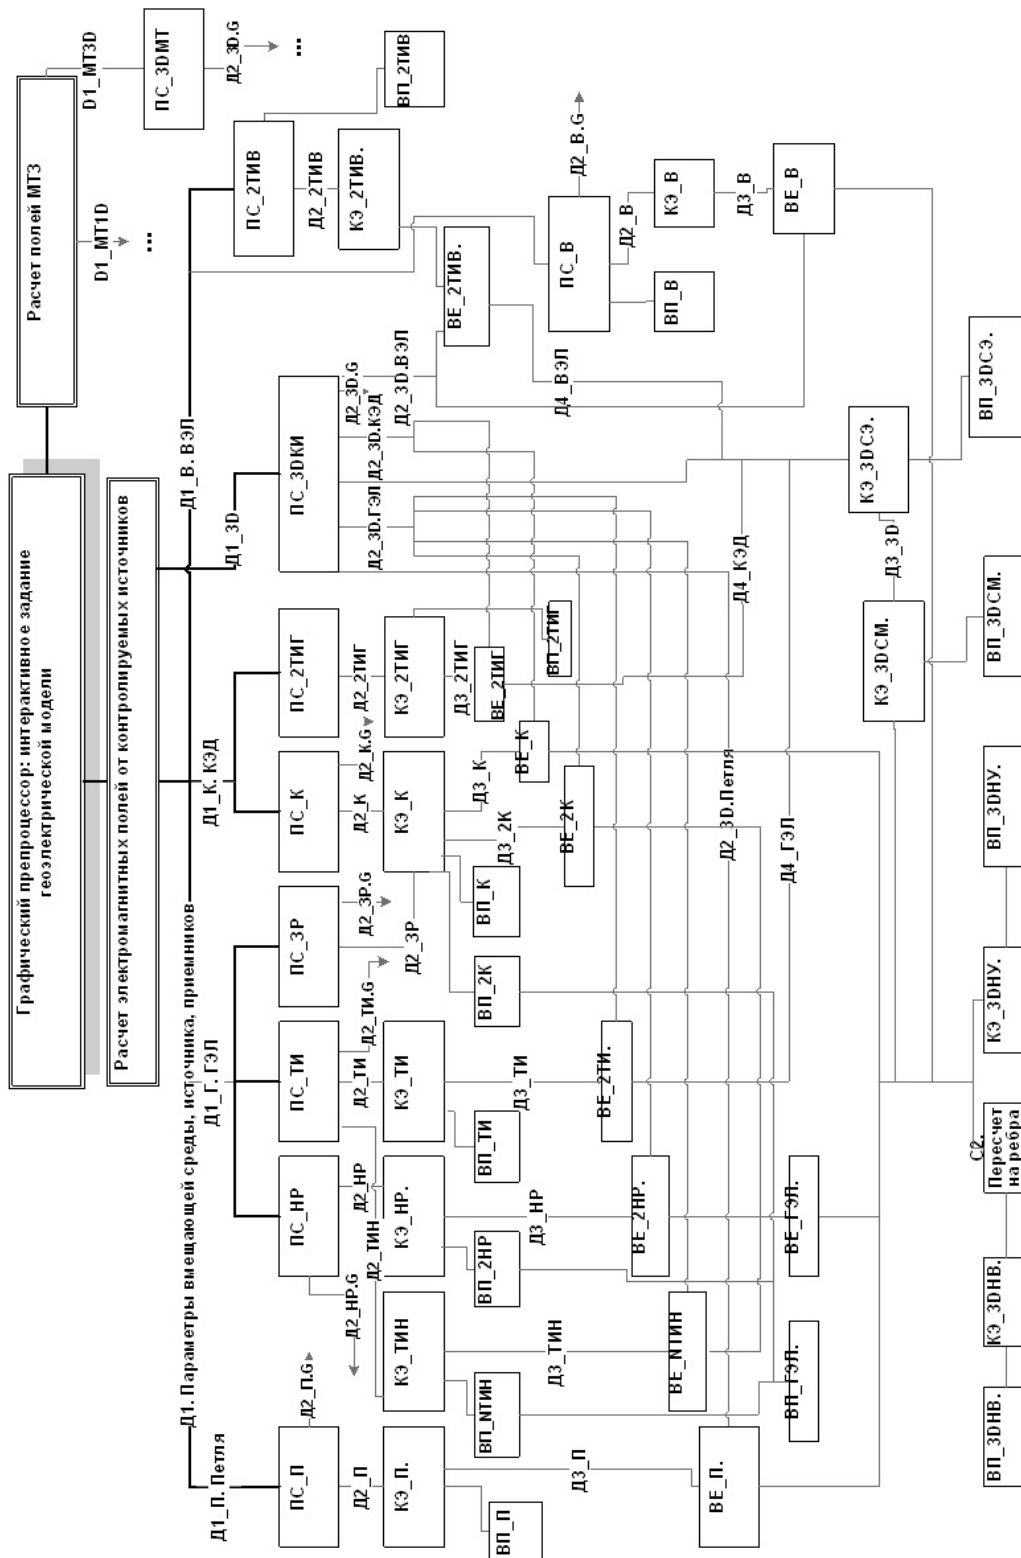 Графический препроцессор: интерактивное задание
геоэлектрической модели
Расчет полей МТЗ
Расчет электромагнитных полей от контролируемых источников
D1_МТ3D
D1_МТ1D
...
ПС_3DМТ
Д2_3D.G
...
Д1. Параметры вмещающей среды, источника, приемников
Д1_П. Петля
Д1_Г. ГЭЛ
Д1_К. КЭД
Д1_3D
Д1_В. ВЭЛ
ПС_П
ПС_НР
ПС_ТИ
ПС_ЗР
ПС_К
ПС_2ТИГ
ПС_3DКИ
ПС_2ТИВ
ВП_2ТИВ
Д2_П.G
Д2_П
Д2_НР.G
Д2_ТИН
Д2_НР
Д2_ТИ
Д2_ТИ.G
Д2_ЗР.G
Д2_ЗР
Д2_К
Д2_К.G
Д2_2ТИГ
Д2_3D.ГЭЛ
Д2_3D.КЭД
Д2_3D.G
Д2_3D.ВЭЛ
Д2_2ТИВ
КЭ_П.
КЭ_ТИН
КЭ_НР.
КЭ_ТИ
КЭ_К
КЭ_2ТИГ
КЭ_2ТИВ.
ВП_П
ВП_NТИН
ВП_2НР
ВП_ТИ
ВП_2К
ВП_К
Д3_2К
Д3_К
Д3_2ТИГ
ВЕ_2ТИГ
ВП_2ТИГ
ВЕ_2ТИВ.
Д3_П
Д3_ТИН
Д3_НР
Д3_ТИ
ВЕ_К
ВЕ_2К
Д4_ВЭЛ
ПС_В
Д2_В.G
Д2_В
ВП_В
КЭ_В
Д3_В
ВЕ_В
ВЕ_2ТИ.
ВЕ_2НР.
ВЕ_NТИН
ВЕ_П.
Д2_3D.Петля
Д4_КЭД
Д4_ГЭЛ
ВП_ГЭЛ.
ВЕ_ГЭЛ.
КЭ_3DСЭ.
Д3_3D
КЭ_3DСМ.
ВП_3DСЭ.
ВП_3DСМ.
С2.
ВП_3DНВ.
КЭ_3DНВ.
Пересчет
на ребра
КЭ_3DНУ.
ВП_3DНУ.